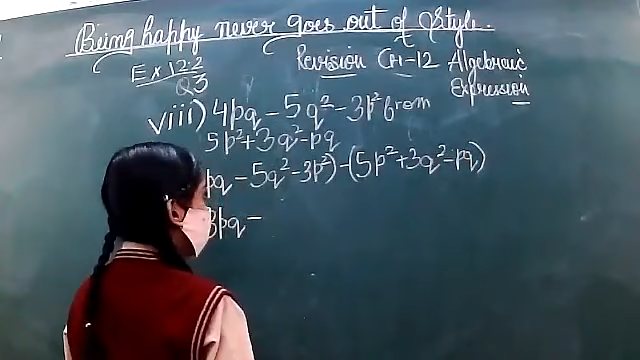 Being happy never goes out of Style.
Ex 12.2
Q3
Revision CH-12 Algebraic
Expression
viii) 4pq - 5q² - 3p² from
5p² + 3q² - pq
pq - 5q² - 3p²) - (5p² + 3q² - pq)
3pq -